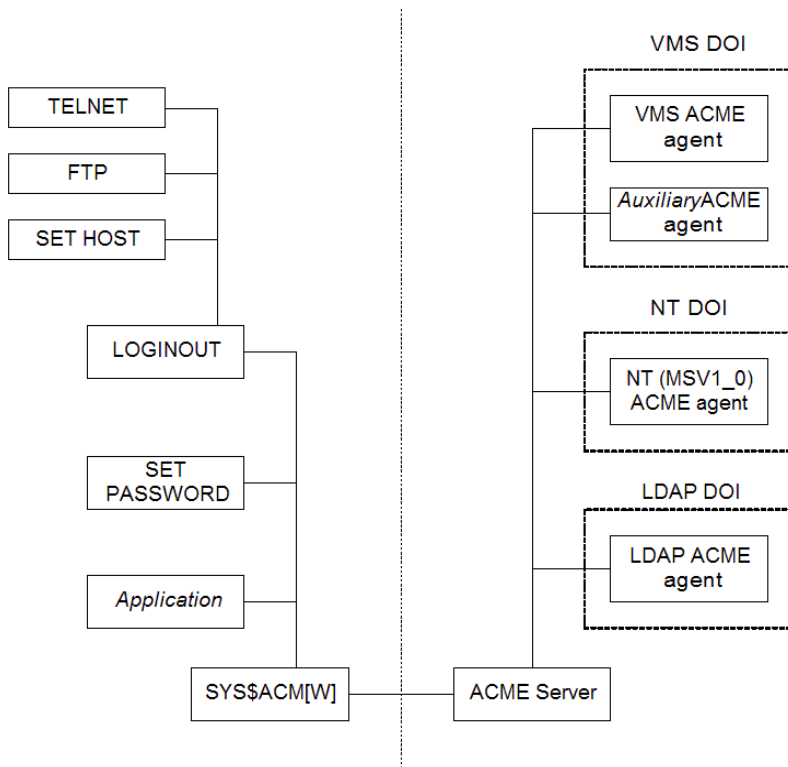 TELNET
FTP
SET HOST
LOGINOUT
SET
PASSWORD
Application
SYS$ACM[W]
VMS DOI
VMS ACME
agent
AuxiliaryACME
agent
NT DOI
NT (MSV1_0)
ACME agent
LDAP DOI
LDAP ACME
agent
ACME Server